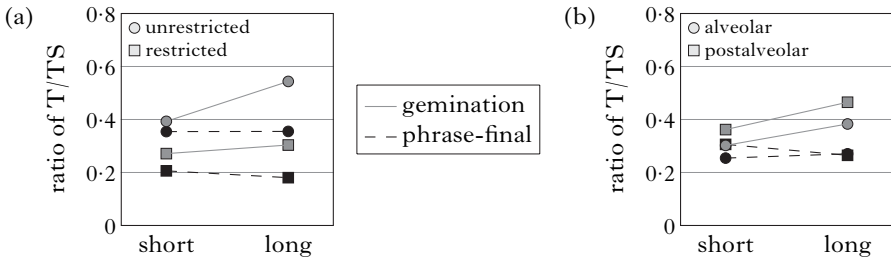 (a)
ratio of T/TS
0·8
0·6
0·4
0·2
0
unrestricted
restricted
short long
gemination
phrase-final
(b)
ratio of T/TS
0·8
0·6
0·4
0·2
0
alveolar
postalveolar
short long